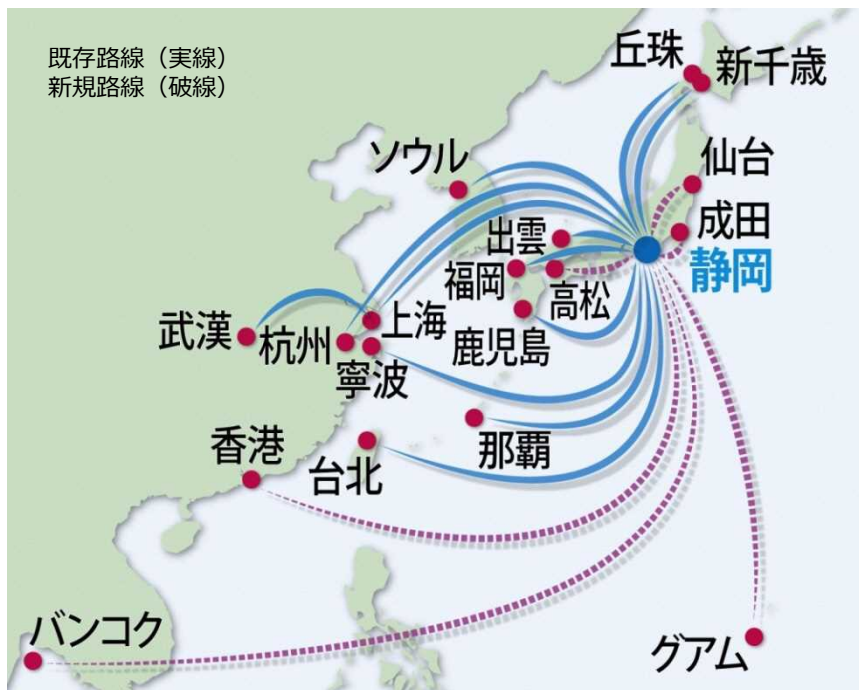 既存路線（実線）
新規路線（破線）
丘珠
新千歳
ソウル
仙台
成田
出雲
静岡
福岡
高松
武漢
杭州
上海
鹿児島
寧波
香港
台北
那覇
バンコク
グアム